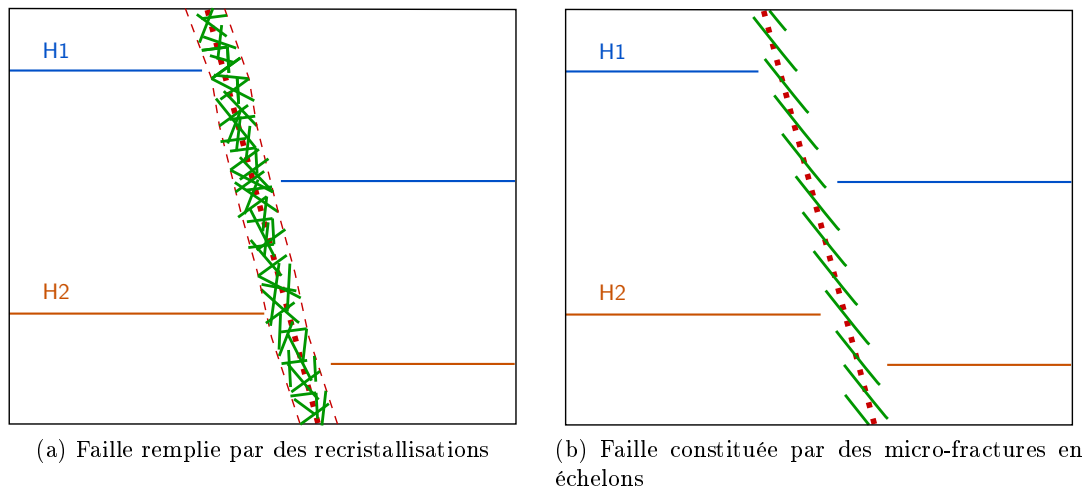 H1
H2
H1
H2
(a) Faille remplie par des recristallisations
(b) Faille constituée par des micro-fractures en
échelons